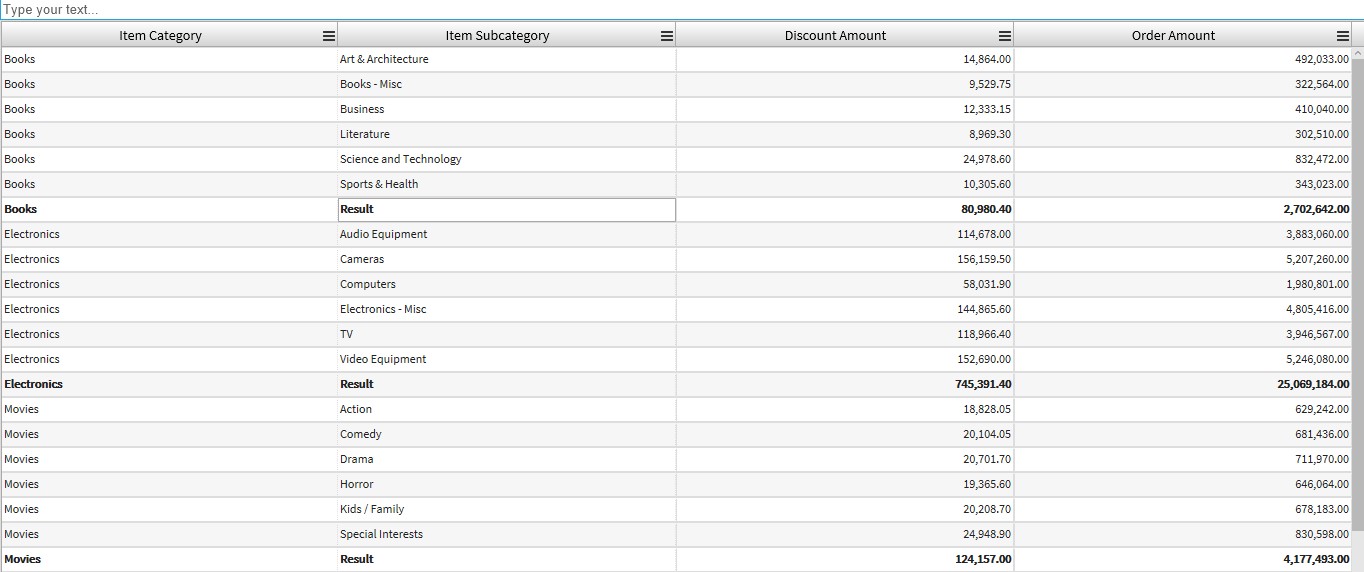 Type your text...
Item Category Item Subcategory Discount Amount Order Amount
Books Art & Architecture 14,864.00 492,033.00
Books Books - Misc 9,529.75 322,564.00
Books Business 12,333.15 410,040.00
Books Literature 8,969.30 302,510.00
Books Science and Technology 24,978.60 832,472.00
Books Sports & Health 10,305.60 343,023.00
Books Result 80,980.40 2,702,642.00
Electronics Audio Equipment 114,678.00 3,883,060.00
Electronics Cameras 156,159.50 5,207,260.00
Electronics Computers 58,031.90 1,980,801.00
Electronics Electronics - Misc 144,865.60 4,805,416.00
Electronics TV 118,966.40 3,946,567.00
Electronics Video Equipment 152,690.00 5,246,080.00
Electronics Result 745,391.40 25,069,184.00
Movies Action 18,828.05 629,242.00
Movies Comedy 20,104.05 681,436.00
Movies Drama 20,701.70 711,970.00
Movies Horror 19,365.60 646,064.00
Movies Kids / Family 20,208.70 678,183.00
Movies Special Interests 24,948.90 830,598.00
Movies Result 124,157.00 4,177,493.00